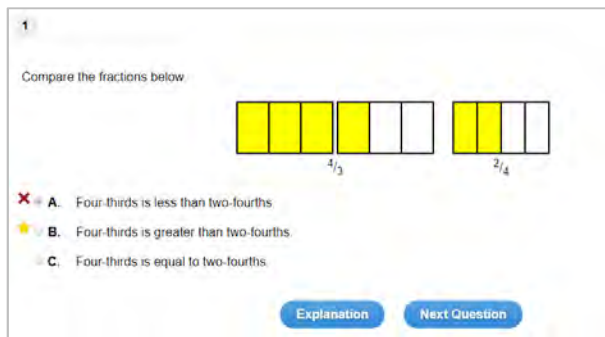 1
Compare the fractions below.
4/3
2/4
A. Four-thirds is less than two-fourths
B. Four-thirds is greater than two-fourths.
C. Four-thirds is equal to two-fourths.
Explanation
Next Question